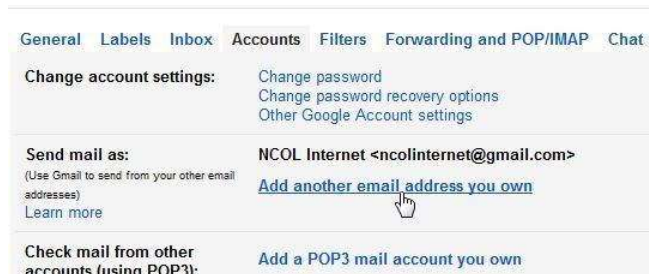 General Labels Inbox Accounts Filters Forwarding and POP/IMAP Chat
Change account settings: Change password
Change password recovery options
Other Google Account settings
Send mail as: NCOL Internet <ncolinternet@gmail.com>
(Use Gmail to send from your other email
addresses)
Add another email address you own
Learn more
Check mail from other
accounts (using POP3):
Add a POP3 mail account you own